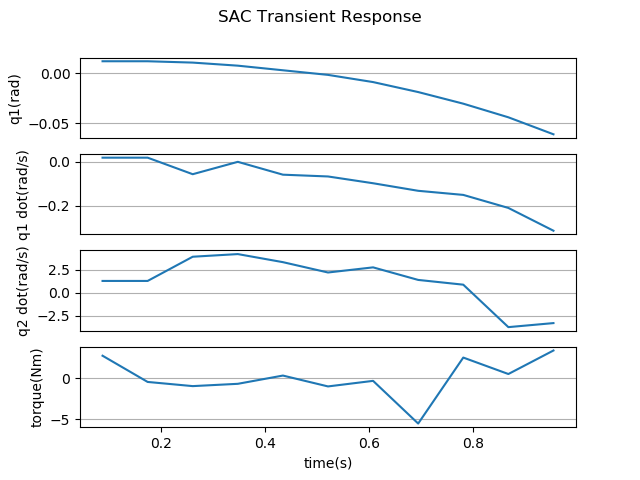 SAC Transient Response
q1(rad)
0.00
−0.05
q1 dot(rad/s)
0.0
−0.2
q2 dot(rad/s)
2.5
0.0
−2.5
torque(Nm)
0
−5
0.2 0.4 0.6 0.8
time(s)